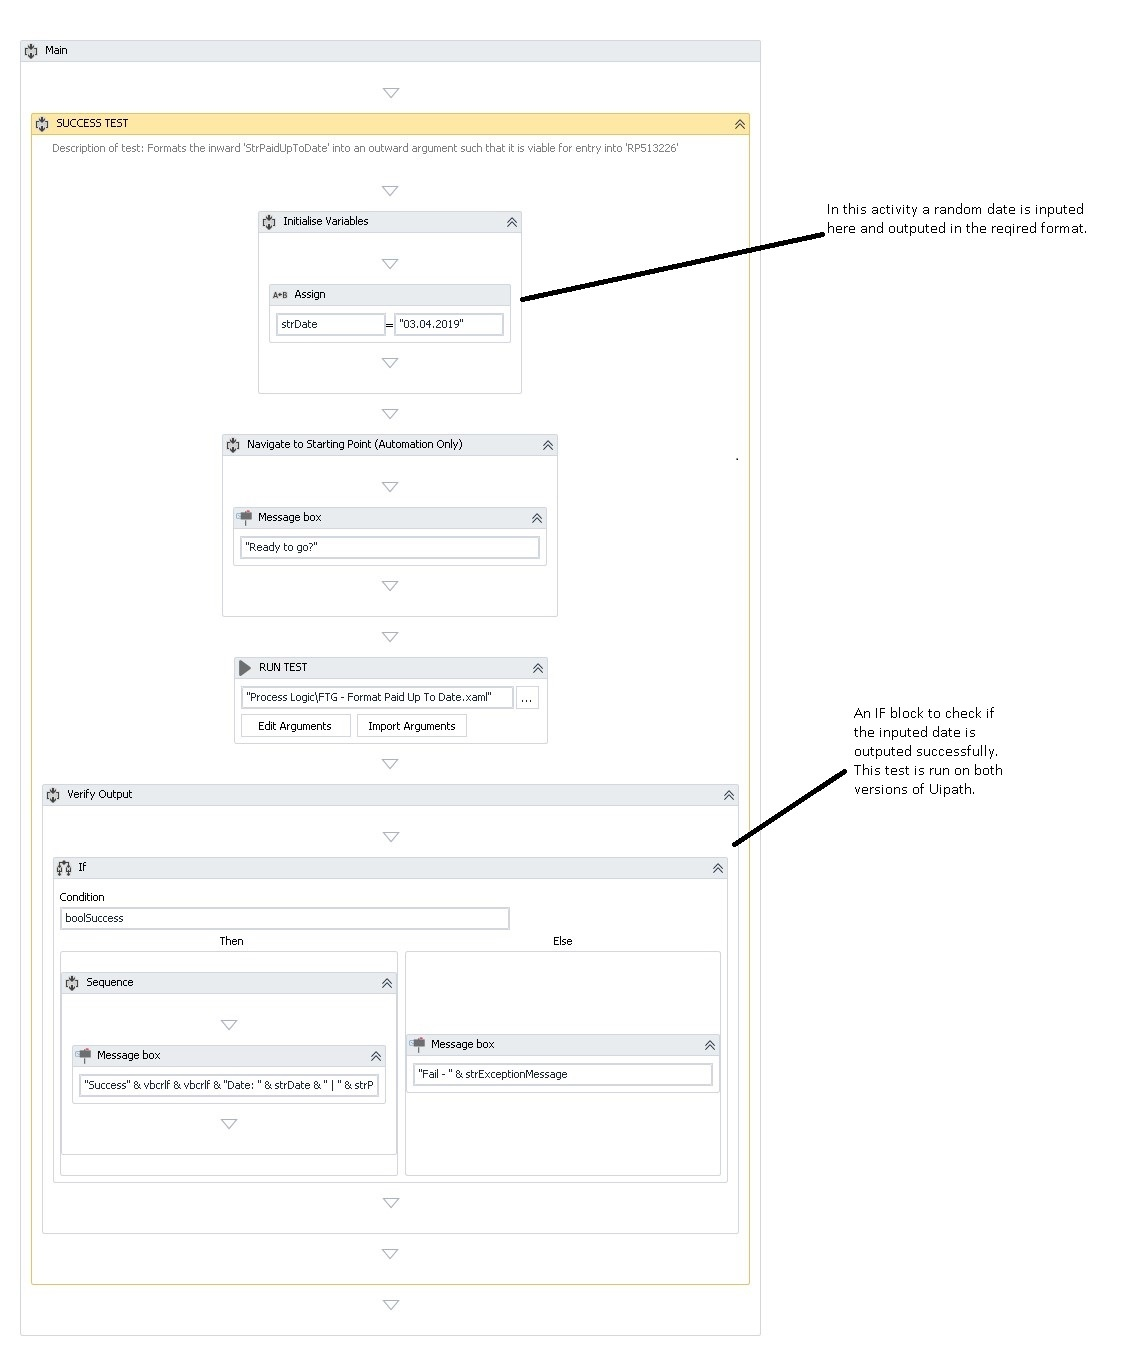 Main
SUCCESS TEST
Description of test: Formats the inward 'StrPaidUpToDate' into an outward argument such that it is viable for entry into 'RP513226'
In this activity a random date is inputed
here and outputed in the reqired format.
Initialise Variables
A+B Assign
strDate = "03.04.2019"
Navigate to Starting Point (Automation Only)
Message box
"Ready to go?"
RUN TEST
"Process Logic\FTG - Format Paid Up To Date.xaml" ...
Edit Arguments Import Arguments
An IF block to check if
the inputed date is
outputed successfully.
This test is run on both
versions of Uipath.
Verify Output
If
Condition
boolSuccess
Then Else
Sequence
Message box
"Success" & vbcrlf & vbcrlf & "Date: " & strDate & " | " & strP
Message box
"Fail - " & strExceptionMessage